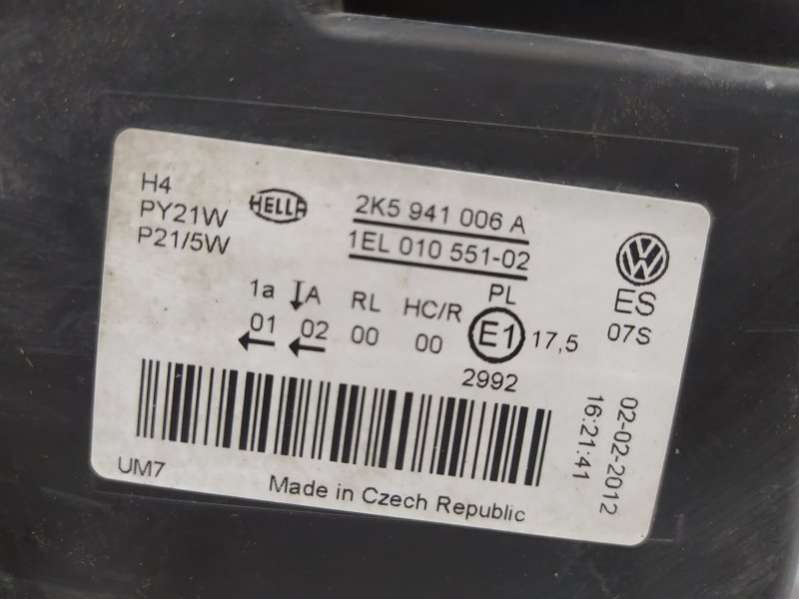 H4
PY21W
P21/5W
HELLA
2K5 941 006 A
1EL 010 551-02
VW
ES
07S
1a A RL HC/R PL
01 02 00 00 E1 17,5
2992
02-02-2012
16:21:41
UM7
Made in Czech Republic